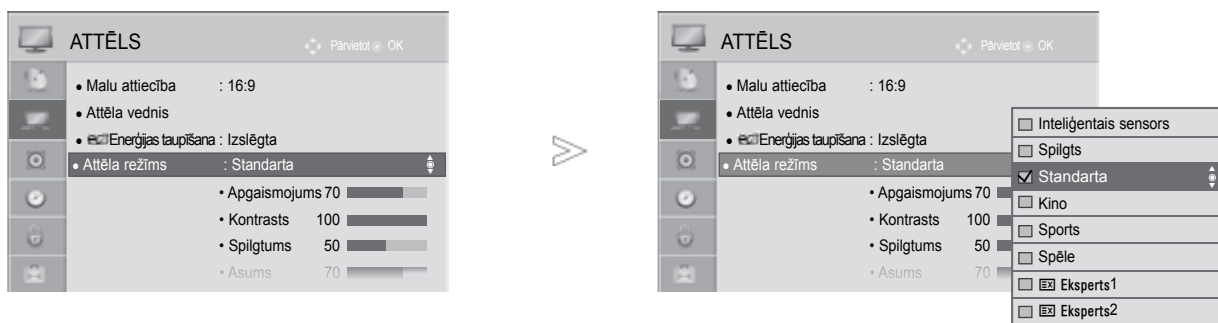 ATTĒLS
Pārvietot OK
• Malu attiecība : 16:9
• Attēla vednis
• Enerģijas taupīšana : Izslēgta
• Attēla režīms : Standarta
• Apgaismojums 70
• Kontrasts 100
• Spilgtums 50
• Asums 70
ATTĒLS
Pārvietot OK
• Malu attiecība : 16:9
• Attēla vednis
• Enerģijas taupīšana : Izslēgta
• Attēla režīms : Standarta
• Apgaismojums 70
• Kontrasts 100
• Spilgtums 50
• Asums 70
Inteliģentais sensors
Spilgts
Standarta
Kino
Sports
Spēle
EX Eksperts1
EX Eksperts2